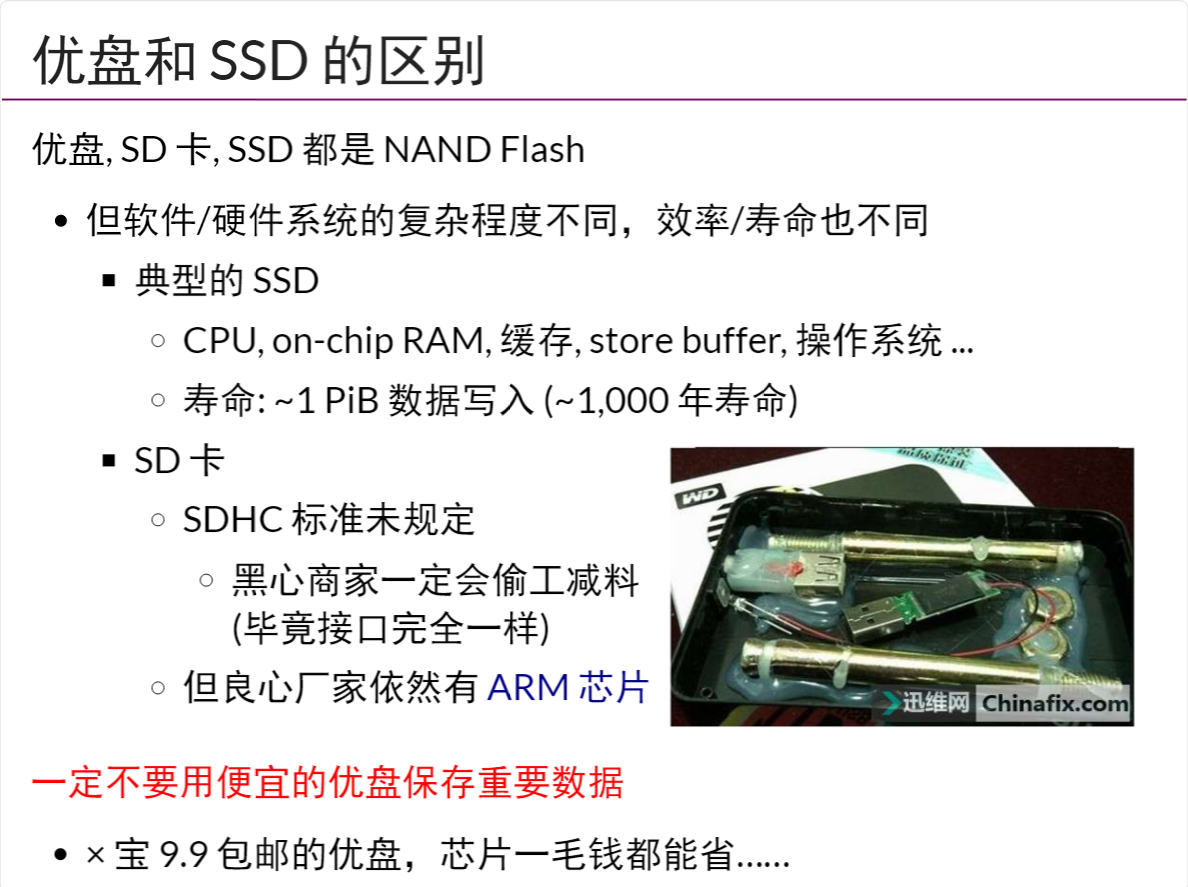 优盘和 SSD 的区别
优盘, SD 卡, SSD 都是 NAND Flash
但软件/硬件系统的复杂程度不同，效率/寿命也不同
典型的 SSD
CPU, on-chip RAM, 缓存, store buffer, 操作系统 ...
寿命: ~1 PiB 数据写入 (~1,000 年寿命)
SD 卡
SDHC 标准未规定
黑心商家一定会偷工减料
(毕竟接口完全一样)
但良心厂家依然有 ARM 芯片
WD
迅维网 Chinafix.com
一定不要用便宜的优盘保存重要数据
× 宝 9.9 包邮的优盘，芯片一毛钱都能省……